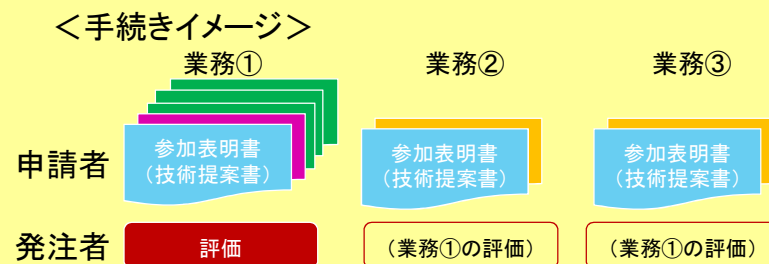 ＜手続きイメージ＞
業務①
業務②
業務③
申請者
参加表明書
（技術提案書）
参加表明書
（技術提案書）
参加表明書
（技術提案書）
発注者
評価
（業務①の評価）
（業務①の評価）